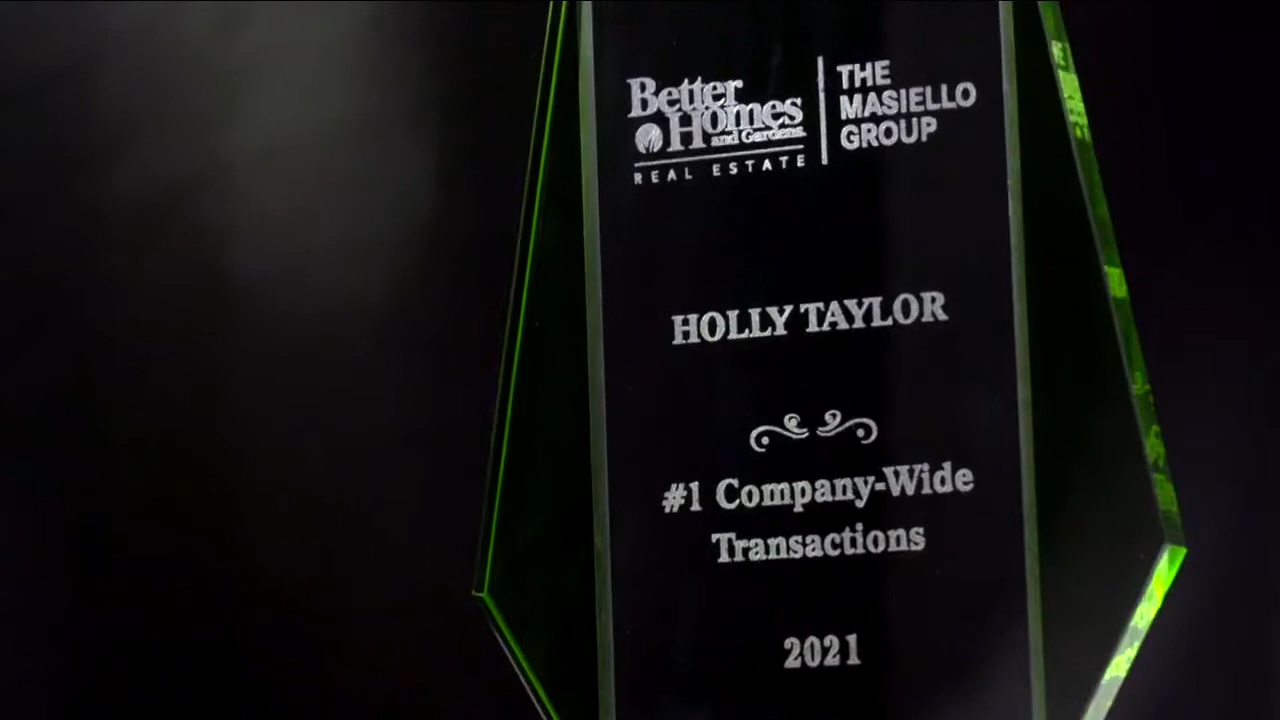 Better
Homes
and Gardens
REAL ESTATE
THE
MASIELLO
GROUP
HOLLY TAYLOR
#1 Company-Wide
Transactions
2021